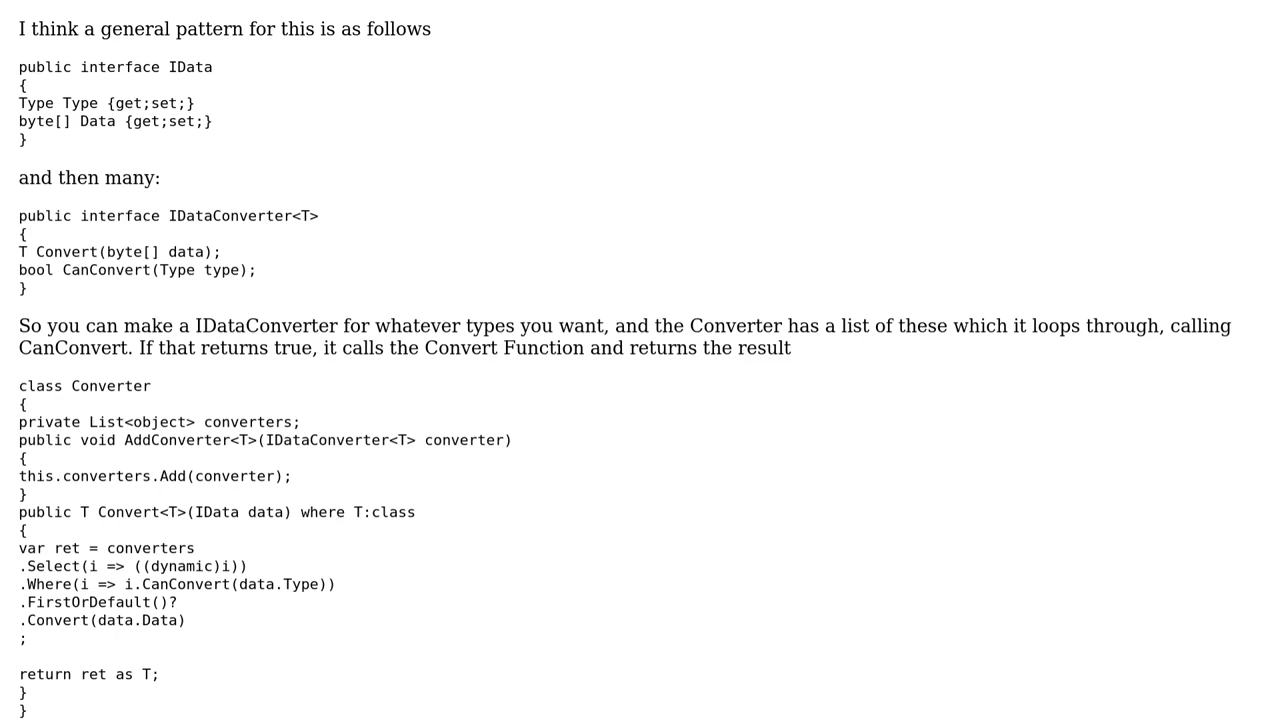 I think a general pattern for this is as follows
public interface IData
{
Type Type {get;set;}
byte[] Data {get;set;}
}
and then many:
public interface IDataConverter<T>
{
T Convert(byte[] data);
bool CanConvert(Type type);
}
So you can make a IDataConverter for whatever types you want, and the Converter has a list of these which it loops through, calling
CanConvert. If that returns true, it calls the Convert Function and returns the result
class Converter
{
private List<object> converters;
public void AddConverter<T>(IDataConverter<T> converter)
{
this.converters.Add(converter);
}
public T Convert<T>(IData data) where T:class
{
var ret = converters
.Select(i => ((dynamic)i))
.Where(i => i.CanConvert(data.Type))
.FirstOrDefault()?
.Convert(data.Data)
;
return ret as T;
}
}